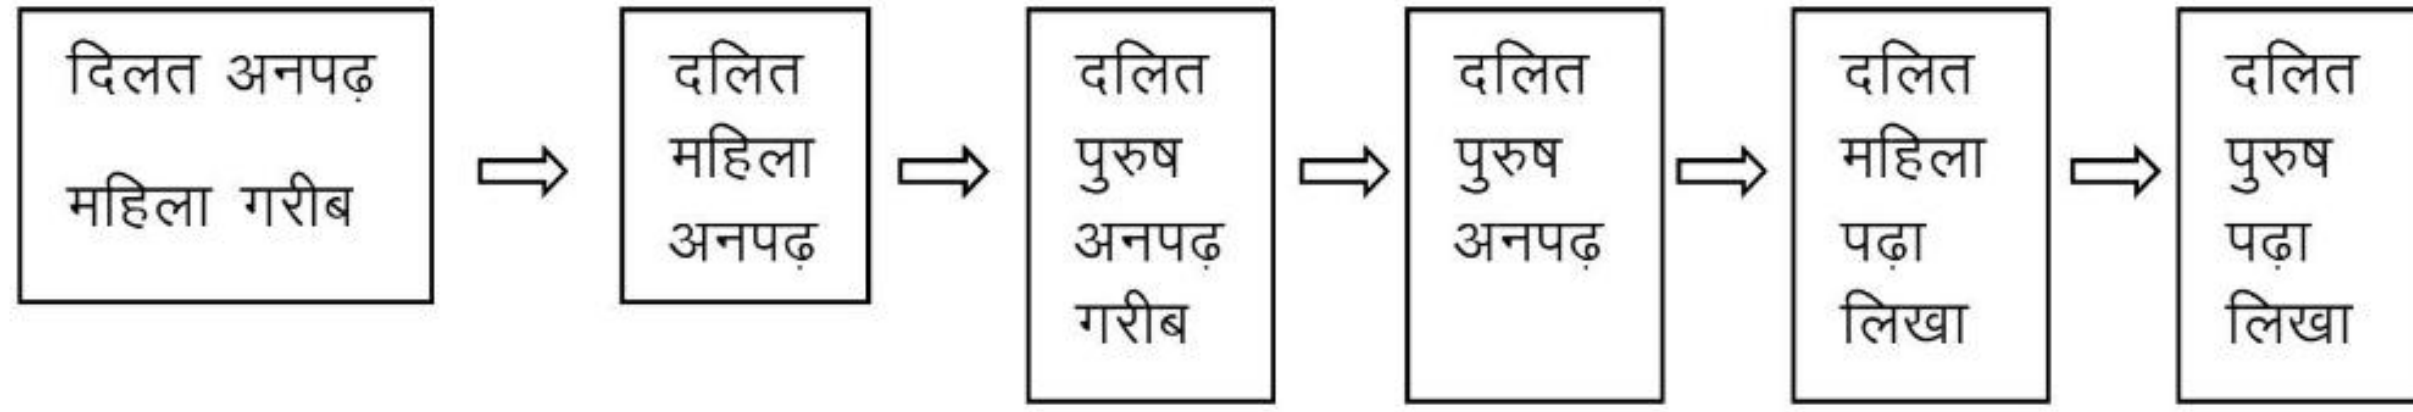 दिलत अनपढ़
महिला गरीब
दलित
महिला
अनपढ़
दलित
पुरुष
अनपढ़
गरीब
दलित
पुरुष
अनपढ़
दलित
महिला
पढ़ा
लिखा
दलित
पुरुष
पढ़ा
लिखा